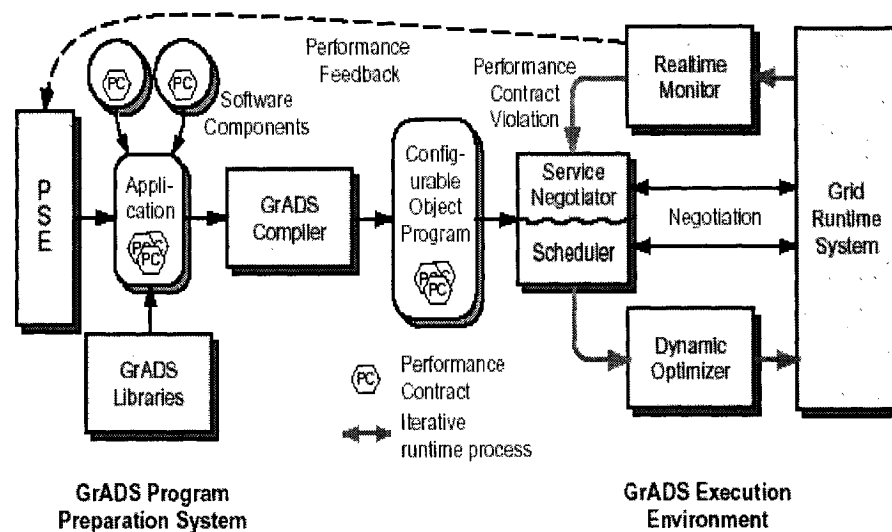 Performance
Feedback
PC
PC
Software
Components
Performance
Contract
Violation
Realtime
Monitor
PSE
Appli-
cation
PC
GrADS
Compiler
Config-
urable
Object
Program
PC
Service
Negotiator
Scheduler
Negotiation
Grid
Runtime
System
GrADS
Libraries
PC
Performance
Contract
Iterative
runtime process
Dynamic
Optimizer
GrADS Program
Preparation System
GrADS Execution
Environment